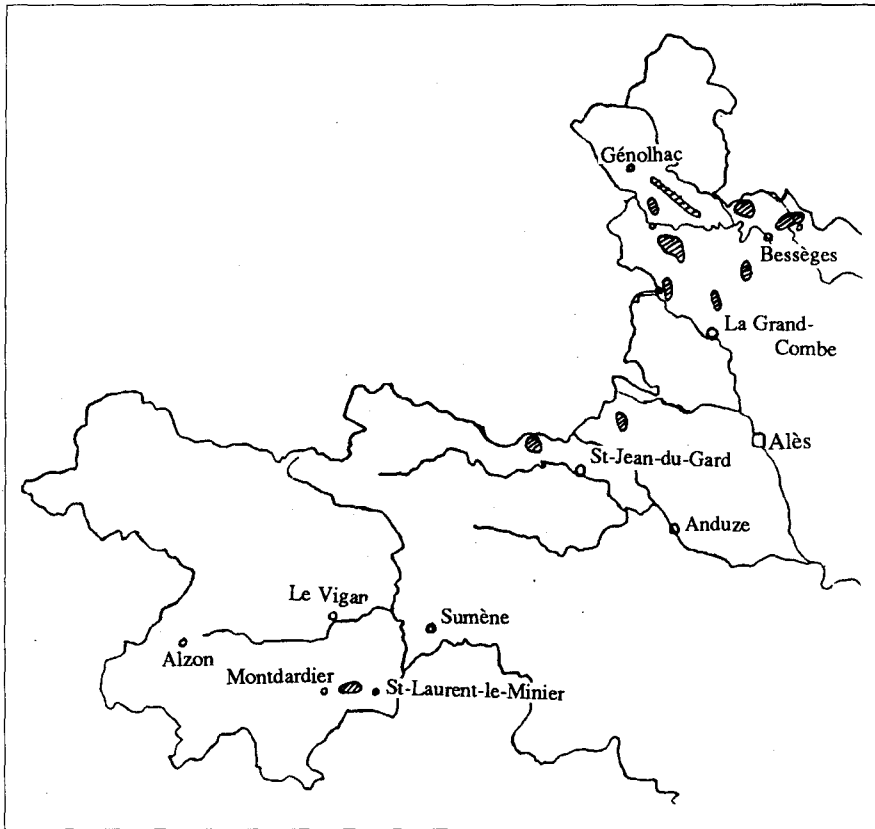 Génolhac
Bessèges
La Grand-
Combe
Alès
St-Jean-du-Gard
Anduze
Le Vigan
Sumène
Alzon
Montdardier
St-Laurent-le-Minier